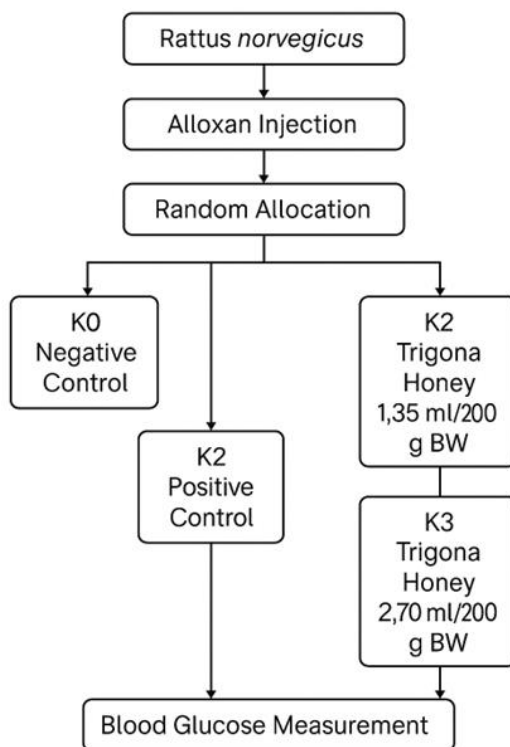 Rattus norvegicus
Alloxan Injection
Random Allocation
K0
Negative
Control
K2
Positive
Control
K2
Trigona
Honey
1,35 ml/200
g BW
K3
Trigona
Honey
2,70 ml/200
g BW
Blood Glucose Measurement